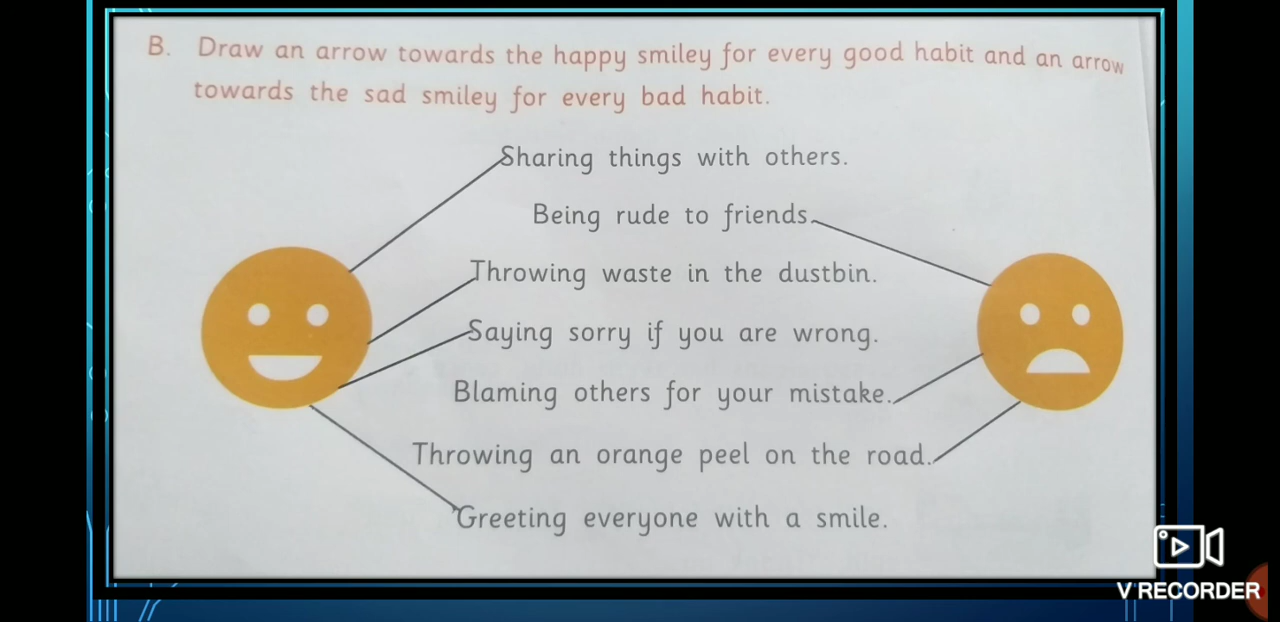 B. Draw an arrow towards the happy smiley for every good habit and an arrow
towards the sad smiley for every bad habit.
Sharing things with others.
Being rude to friends.
Throwing waste in the dustbin.
Saying sorry if you are wrong.
Blaming others for your mistake.
Throwing an orange peel on the road.
Greeting everyone with a smile.
V RECORDER